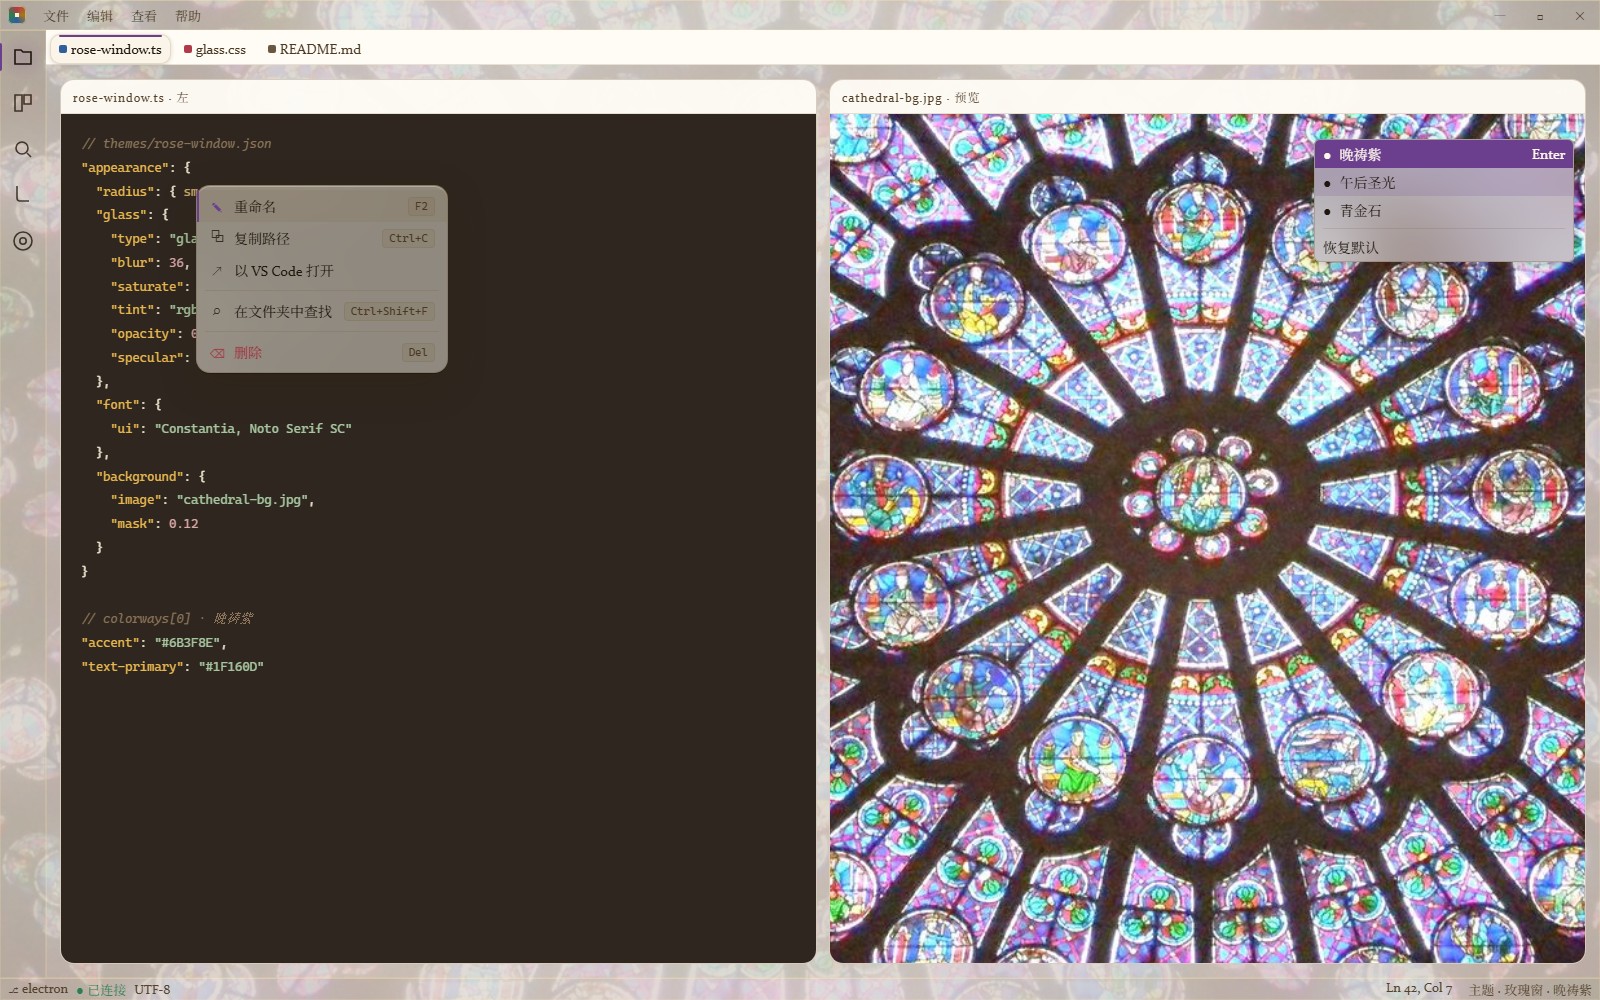 文件 编辑 查看 帮助
rose-window.ts glass.css README.md
rose-window.ts · 左
// themes/rose-window.json
"appearance": {
"radius": { sm
"glass": {
"type": "gla
"blur": 36,
"saturate":
"tint": "rgb
"opacity": 0
"specular":
},
"font": {
"ui": "Constantia, Noto Serif SC"
},
"background": {
"image": "cathedral-bg.jpg",
"mask": 0.12
}
}
// colorways[0] · 晚祷紫
"accent": "#6B3F8E",
"text-primary": "#1F160D"
重命名 F2
复制路径 Ctrl+C
以 VS Code 打开
在文件夹中查找 Ctrl+Shift+F
删除 Del
cathedral-bg.jpg · 预览
晚祷紫 Enter
午后圣光
青金石
恢复默认
electron 已连接 UTF-8
Ln 42, Col 7 主题 · 玫瑰窗 · 晚祷紫